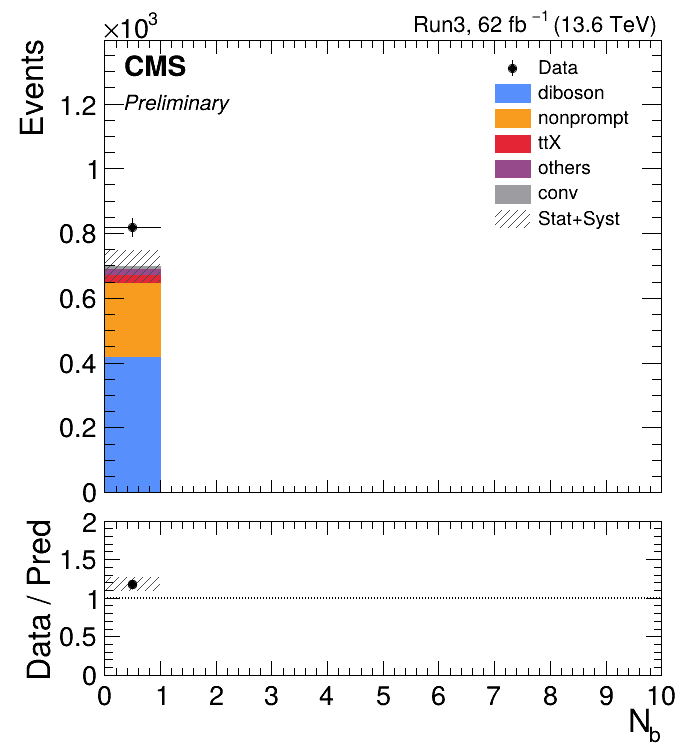 ×10³
Run3, 62 fb⁻¹ (13.6 TeV)
CMS
Preliminary
Events
Data
diboson
nonprompt
ttX
others
conv
Stat+Syst
1.2
1
0.8
0.6
0.4
0.2
0
Data / Pred
2
1.5
1
0.5
0
0 1 2 3 4 5 6 7 8 9 10
N_b